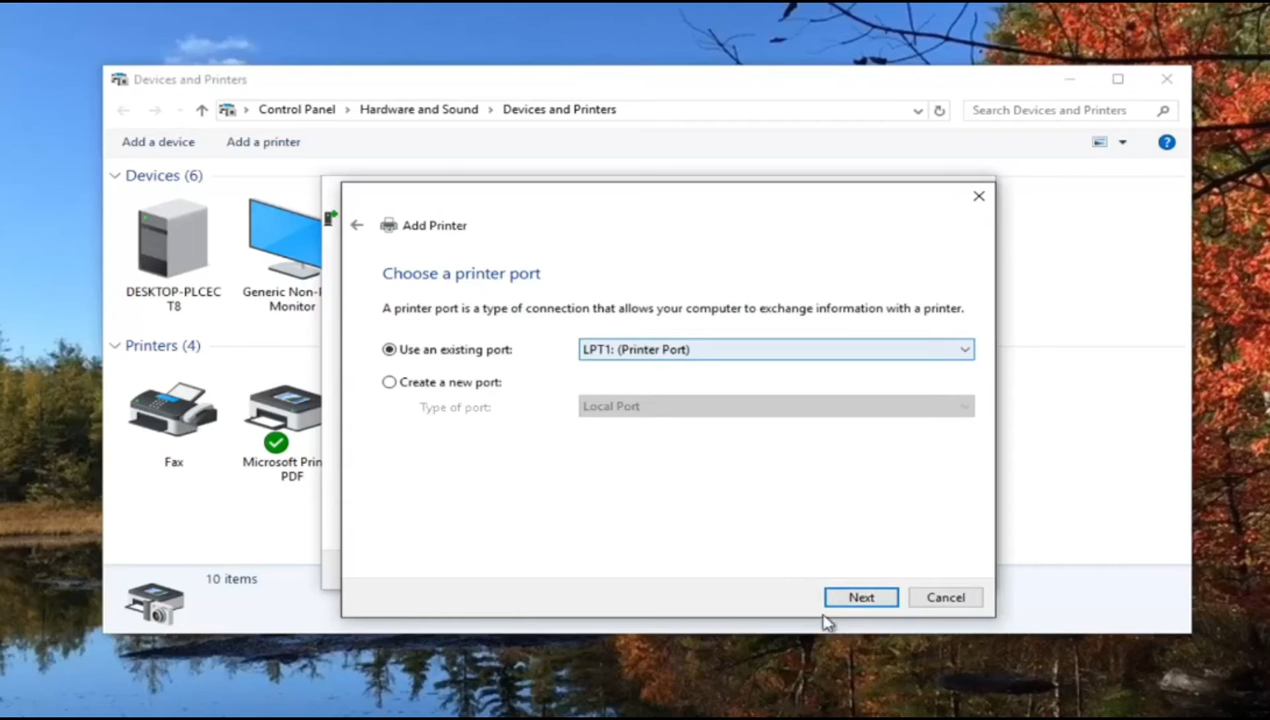 Devices and Printers
Control Panel > Hardware and Sound > Devices and Printers
Search Devices and Printers
Add a device Add a printer
Devices (6)
DESKTOP-PLCEC
T8
Generic Non-
Monitor
Printers (4)
Fax
Microsoft Prin
PDF
10 items
Add Printer
Choose a printer port
A printer port is a type of connection that allows your computer to exchange information with a printer.
Use an existing port: LPT1: (Printer Port)
Create a new port:
Type of port: Local Port
Next Cancel